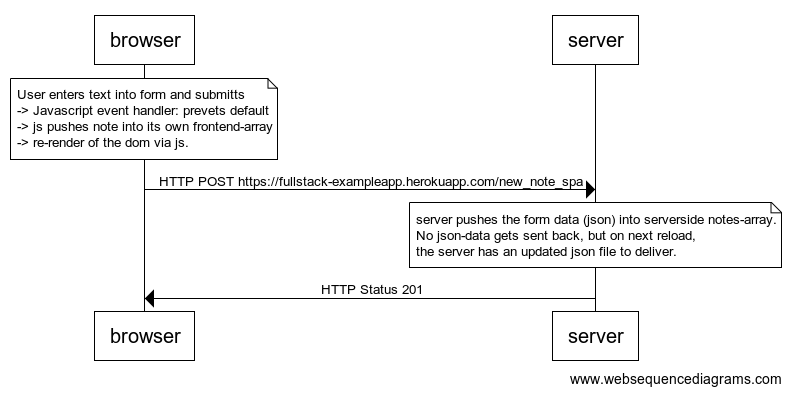 browser
server
User enters text into form and submitts
-> Javascript event handler: prevets default
-> js pushes note into its own frontend-array
-> re-render of the dom via js.
HTTP POST https://fullstack-exampleapp.herokuapp.com/new_note_spa
server pushes the form data (json) into serverside notes-array.
No json-data gets sent back, but on next reload,
the server has an updated json file to deliver.
HTTP Status 201
browser
server
www.websequencediagrams.com